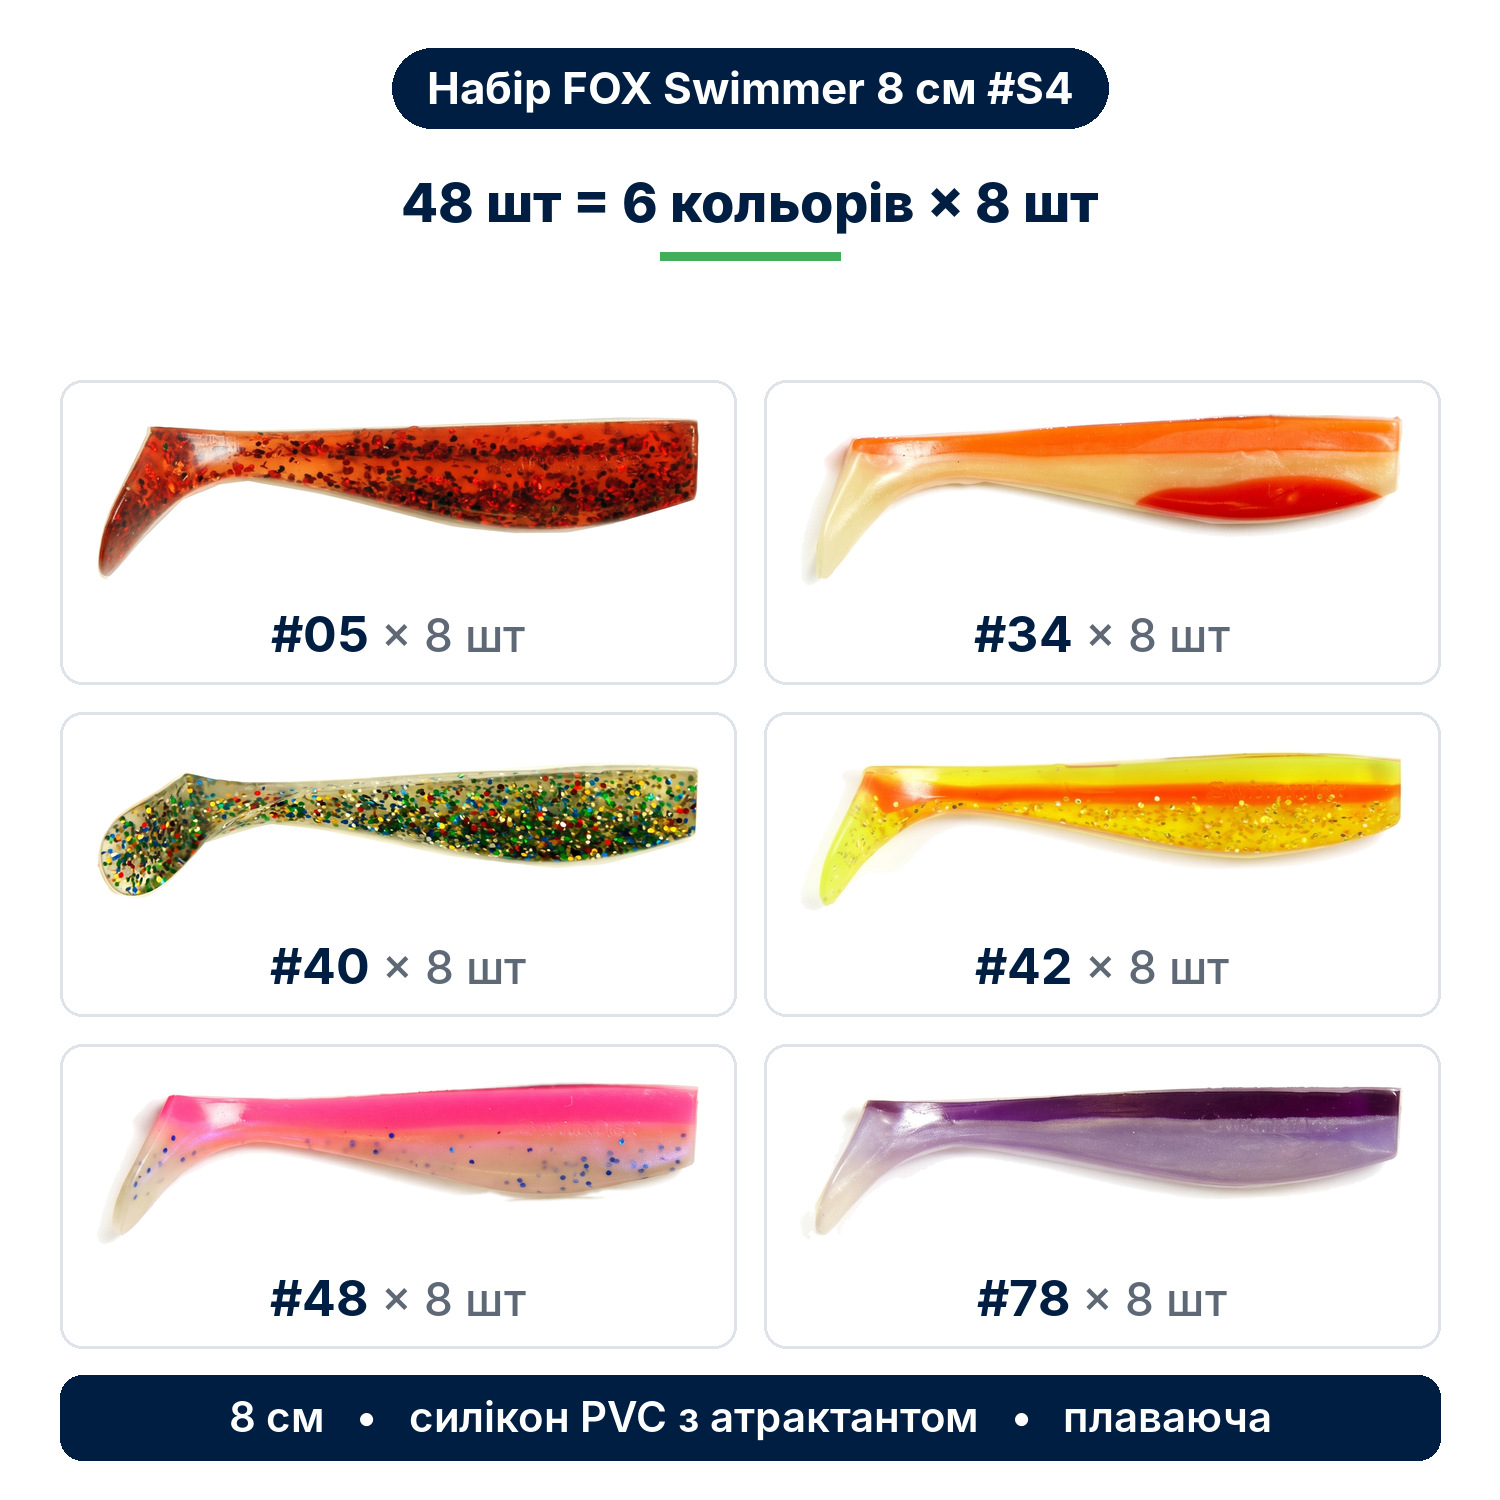 Набір FOX Swimmer 8 см #S4
48 шт = 6 кольорів × 8 шт
#05 × 8 шт
#34 × 8 шт
#40 × 8 шт
#42 × 8 шт
#48 × 8 шт
#78 × 8 шт
8 см • силікон PVC з атрактантом • плаваюча